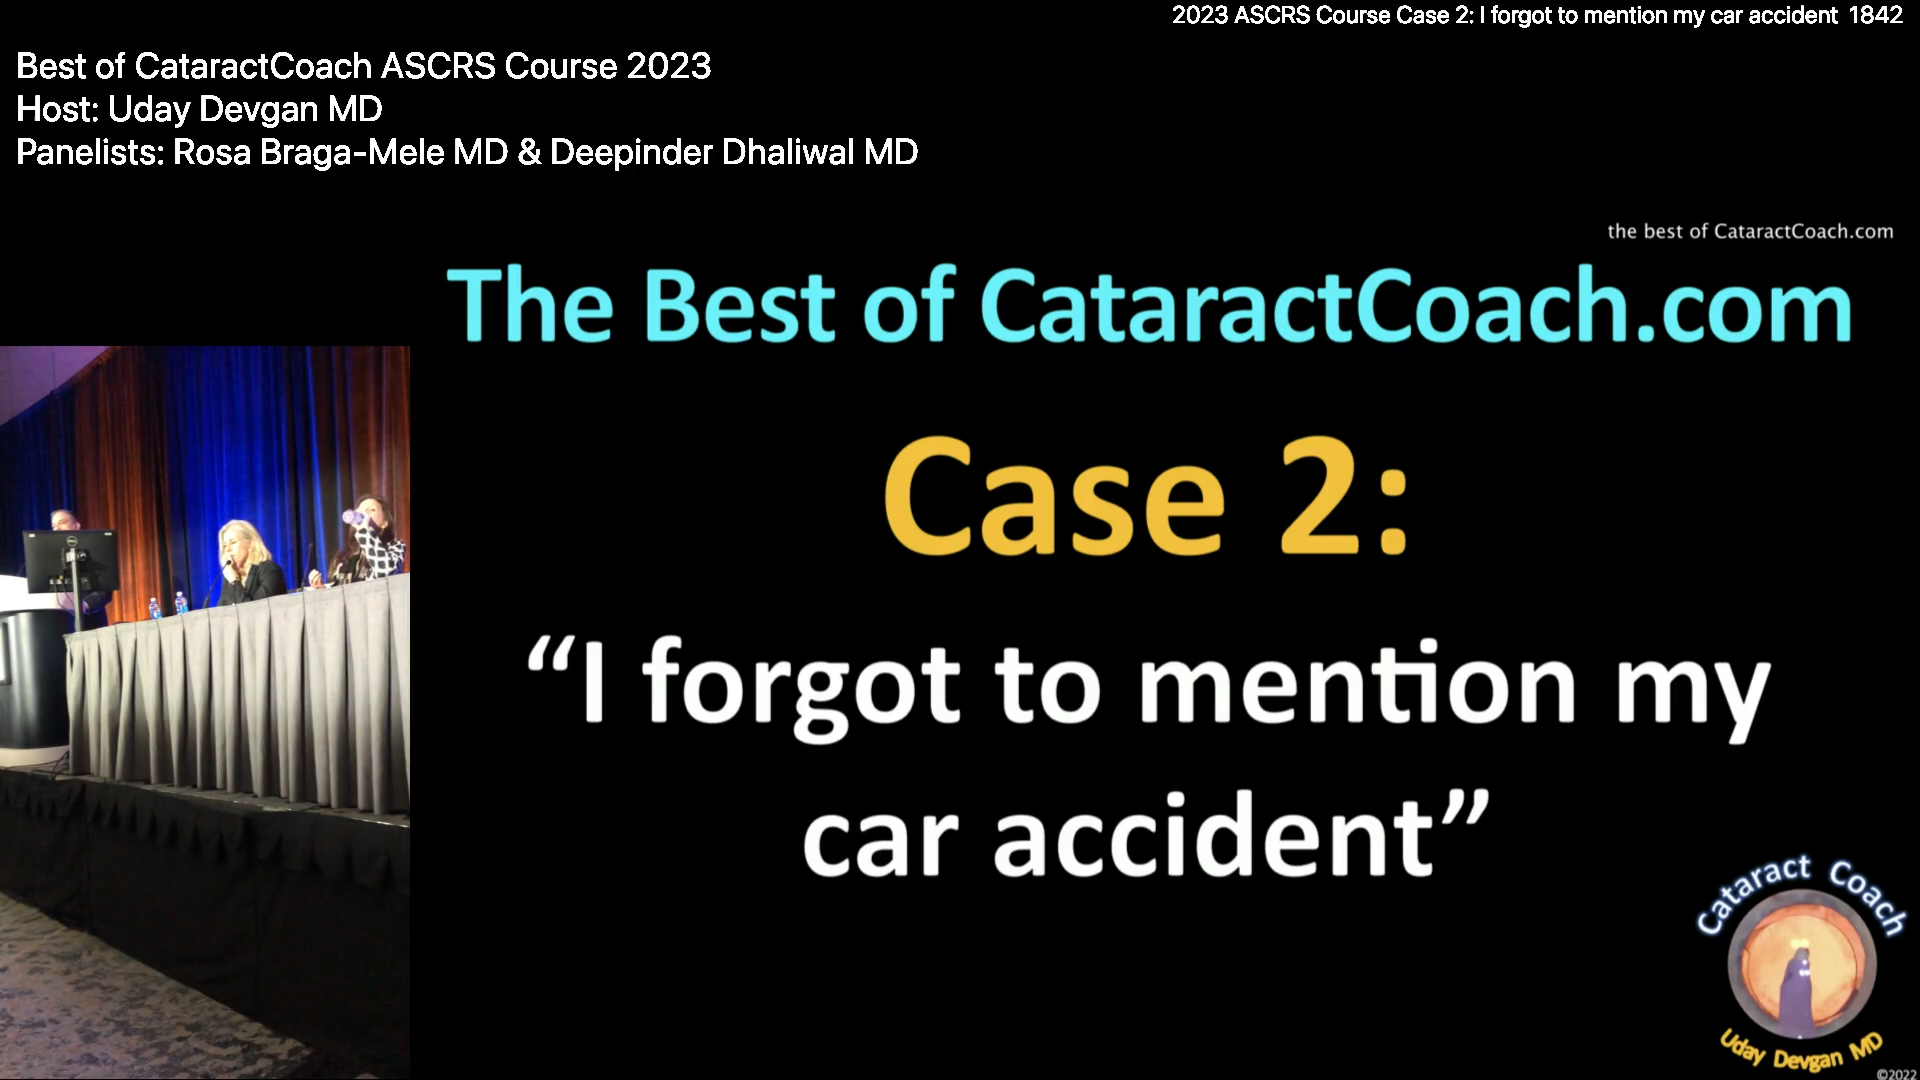 2023 ASCRS Course Case 2: I forgot to mention my car accident 1842
Best of CataractCoach ASCRS Course 2023
Host: Uday Devgan MD
Panelists: Rosa Braga-Mele MD & Deepinder Dhaliwal MD
the best of CataractCoach.com
The Best of CataractCoach.com
Case 2:
“I forgot to mention my
car accident”
Cataract Coach
Uday Devgan MD
©2022